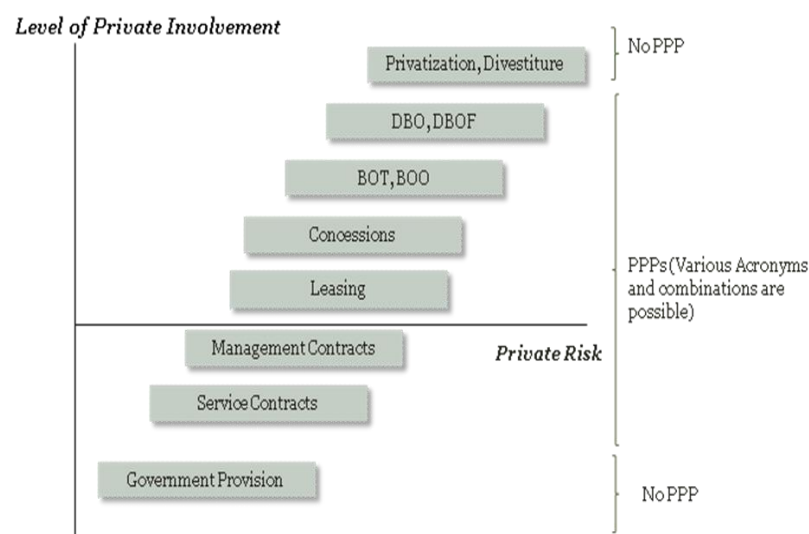 Level of Private Involvement
No PPP
Privatization, Divestiture
DBO, DBOF
BOT, BOO
Concessions
Leasing
PPPs (Various Acronyms
and combinations are
possible)
Management Contracts
Private Risk
Service Contracts
Government Provision
No PPP